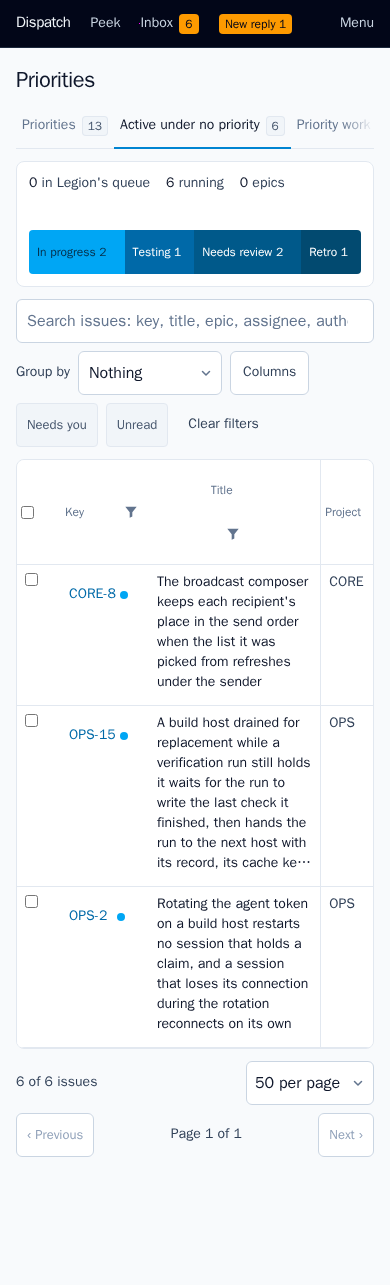 Dispatch Peek Inbox 6 New reply 1 Menu
Priorities
Priorities 13 Active under no priority 6 Priority work
0 in Legion's queue 6 running 0 epics
In progress 2 Testing 1 Needs review 2 Retro 1
Search issues: key, title, epic, assignee, auth
Group by Nothing Columns
Needs you Unread Clear filters
Title
Key Project
CORE-8 The broadcast composer CORE
keeps each recipient's
place in the send order
when the list it was
picked from refreshes
under the sender
OPS-15 A build host drained for OPS
replacement while a
verification run still holds
it waits for the run to
write the last check it
finished, then hands the
run to the next host with
its record, its cache ke…
OPS-2 Rotating the agent token OPS
on a build host restarts
no session that holds a
claim, and a session
that loses its connection
during the rotation
reconnects on its own
6 of 6 issues 50 per page
‹ Previous Page 1 of 1 Next ›